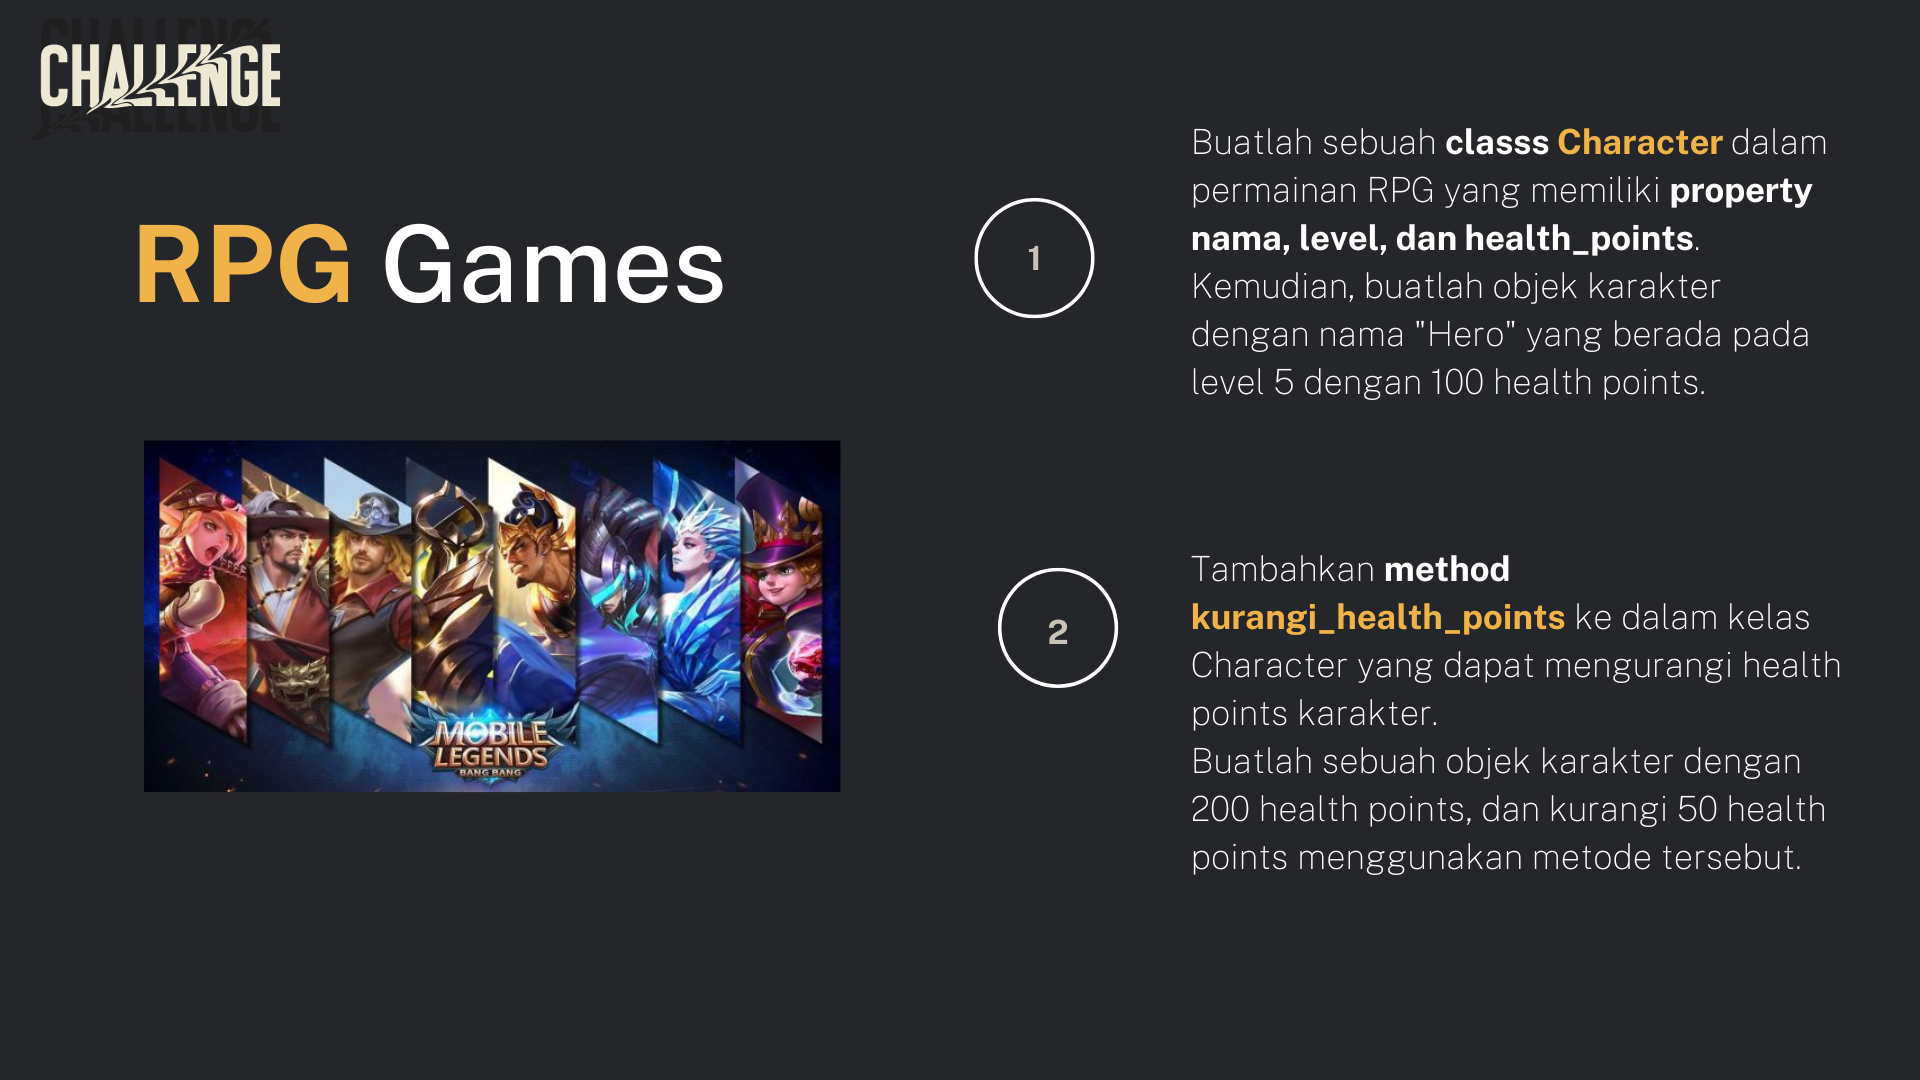 CHALLENGE
RPG Games
MOBILE
LEGENDS
BANG BANG
1
Buatlah sebuah classs Character dalam
permainan RPG yang memiliki property
nama, level, dan health_points.
Kemudian, buatlah objek karakter
dengan nama "Hero" yang berada pada
level 5 dengan 100 health points.
2
Tambahkan method
kurangi_health_points ke dalam kelas
Character yang dapat mengurangi health
points karakter.
Buatlah sebuah objek karakter dengan
200 health points, dan kurangi 50 health
points menggunakan metode tersebut.